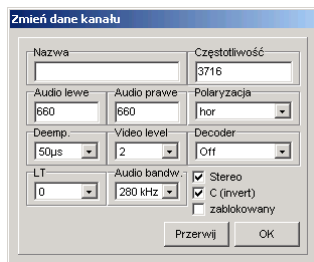 Zmień dane kanału
Nazwa Częstotliwość
3716
Audio lewe Audio prawe Polaryzacja
660 660 hor
Deemp. Video level Decoder
50µs 2 Off
LT Audio bandw.
0 280 kHz
Stereo
C (invert)
zablokowany
Przerwij OK